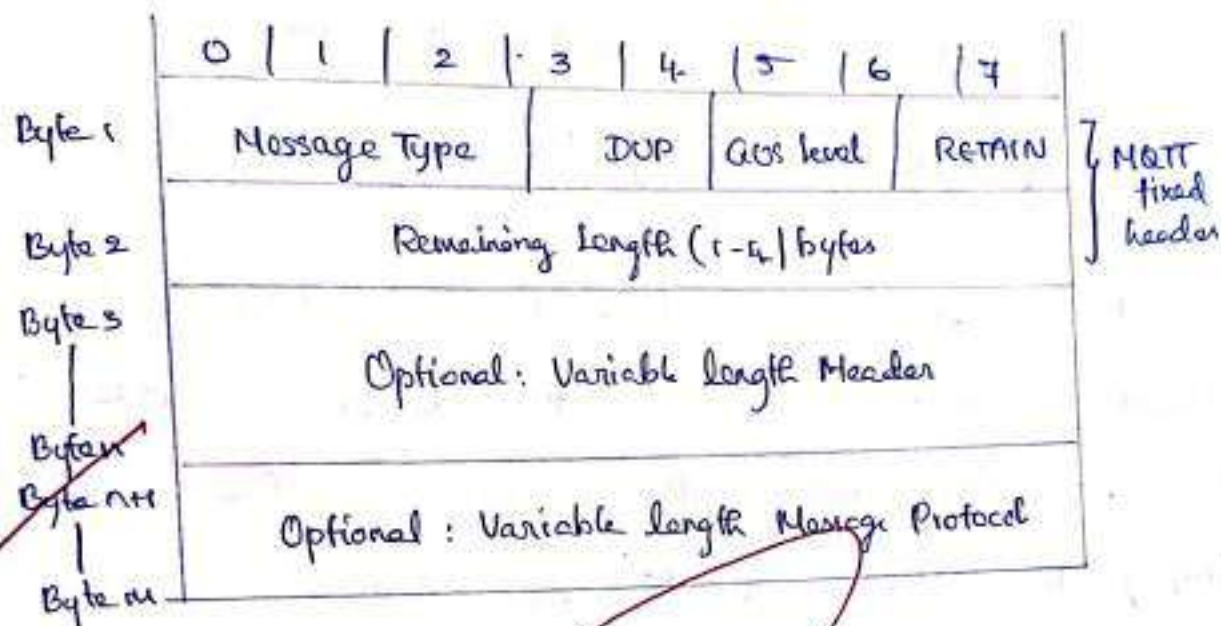 0 | 1 | 2 | 3 | 4 | 5 | 6 | 7
Byte 1 Message Type DUP QOS level RETAIN MQTT fixed header
Byte 2 Remaining Length (1-4) bytes
Byte 3
Optional: Variable length Header
Byte n
Byte n+1
Optional : Variable length Message Protocol
Byte m